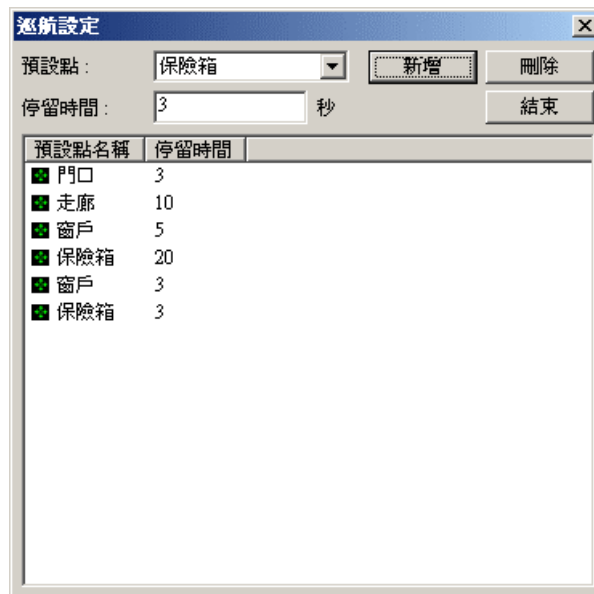 巡航設定
預設點： 保險箱 新增 刪除
停留時間： 3 秒 結束
預設點名稱 停留時間
門口 3
走廊 10
窗戶 5
保險箱 20
窗戶 3
保險箱 3